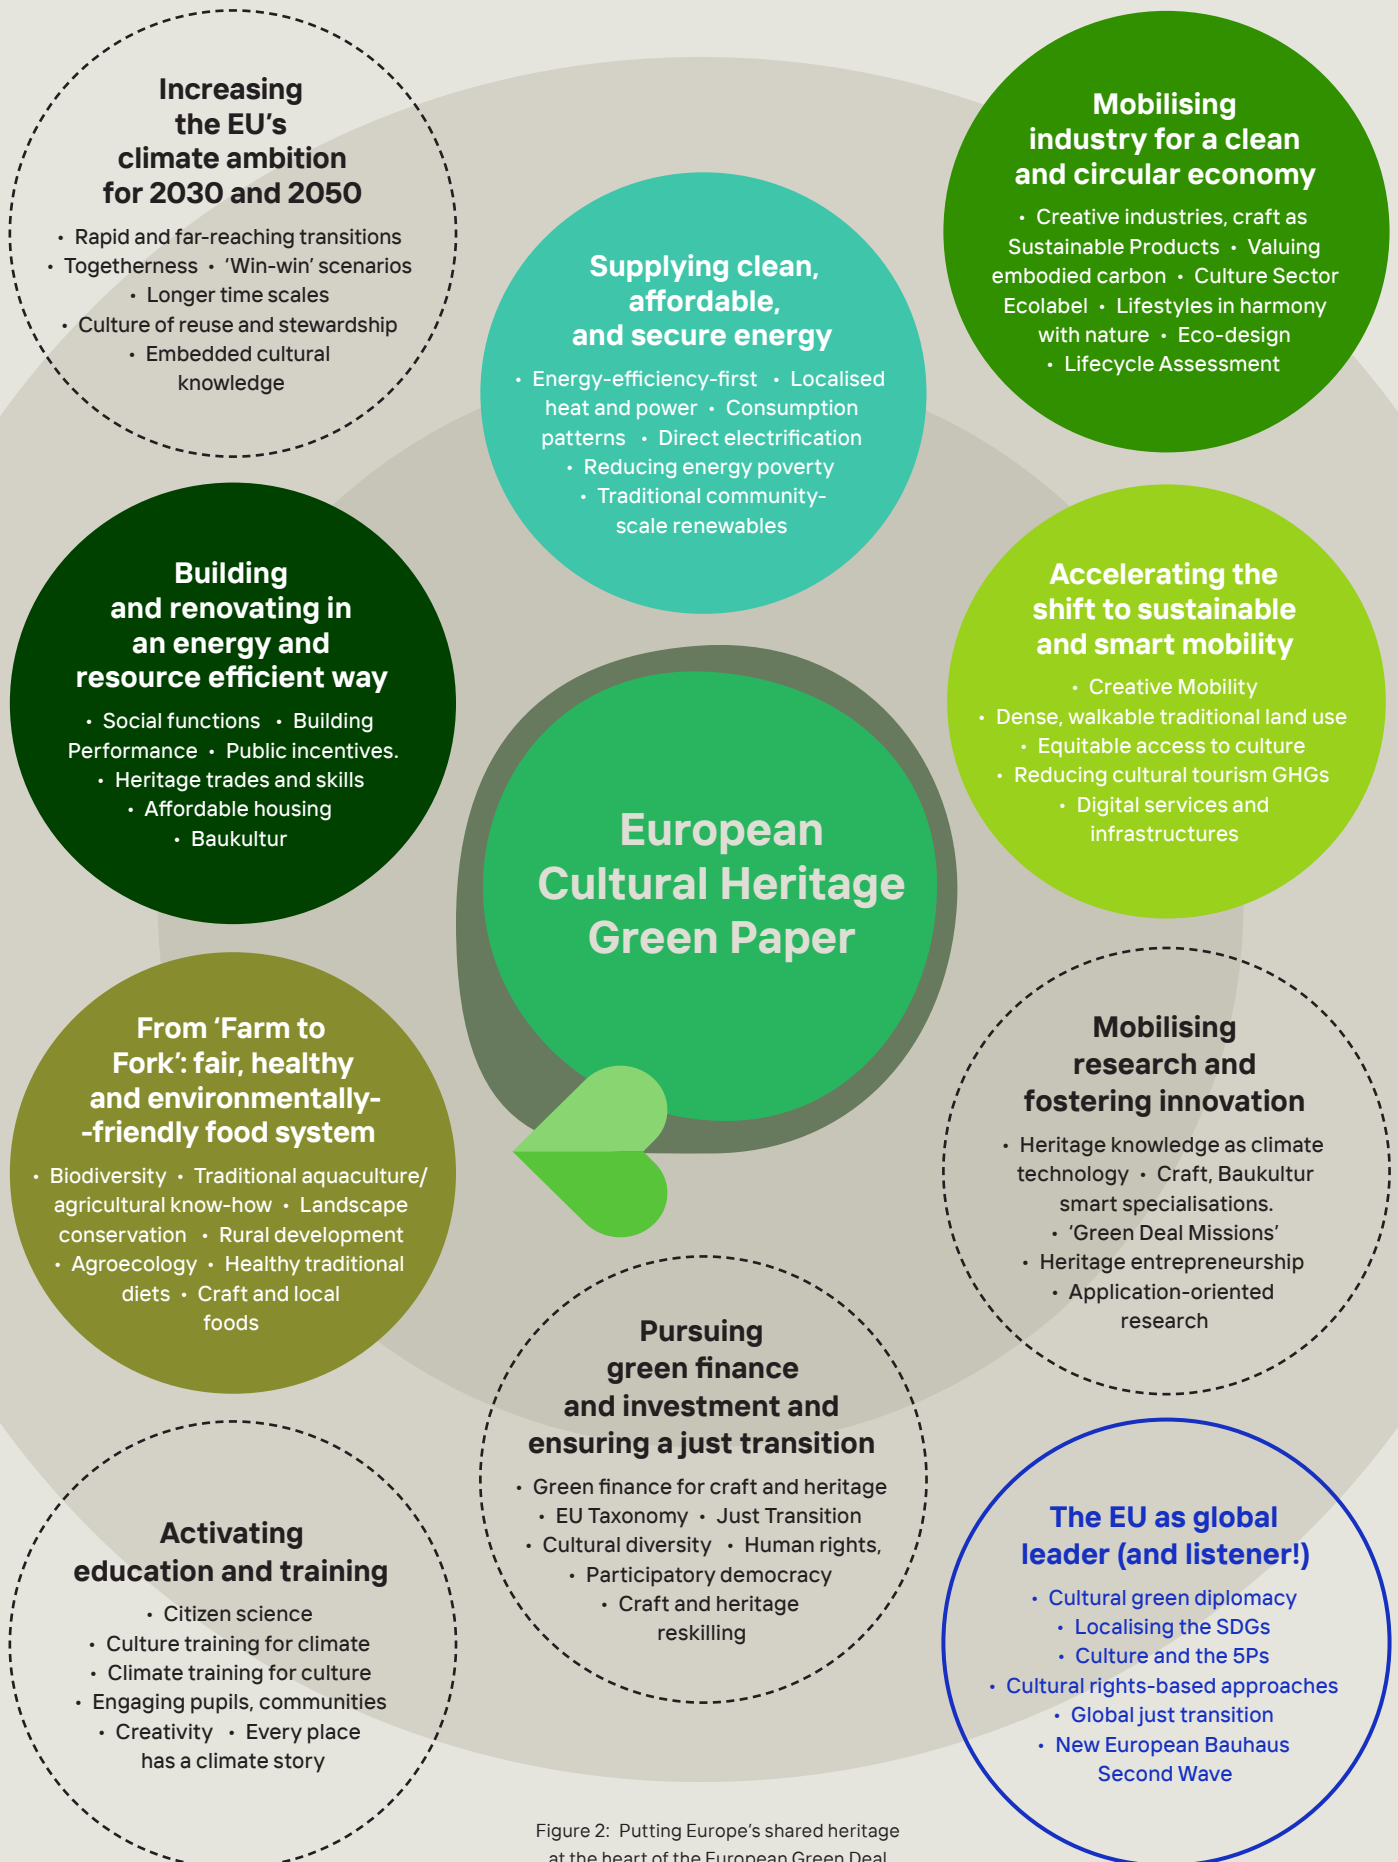 Increasing
the EU's
climate ambition
for 2030 and 2050
• Rapid and far-reaching transitions
• Togetherness • ‘Win-win’ scenarios
• Longer time scales
• Culture of reuse and stewardship
• Embedded cultural
knowledge
Supplying clean,
affordable,
and secure energy
• Energy-efficiency-first • Localised
heat and power • Consumption
patterns • Direct electrification
• Reducing energy poverty
• Traditional community-
scale renewables
Mobilising
industry for a clean
and circular economy
• Creative industries, craft as
Sustainable Products • Valuing
embodied carbon • Culture Sector
Ecolabel • Lifestyles in harmony
with nature • Eco-design
• Lifecycle Assessment
Building
and renovating in
an energy and
resource efficient way
• Social functions • Building
Performance • Public incentives.
• Heritage trades and skills
• Affordable housing
• Baukultur
Accelerating the
shift to sustainable
and smart mobility
• Creative Mobility
• Dense, walkable traditional land use
• Equitable access to culture
• Reducing cultural tourism GHGs
• Digital services and
infrastructures
European
Cultural Heritage
Green Paper
From ‘Farm to
Fork’: fair, healthy
and environmentally-
-friendly food system
• Biodiversity • Traditional aquaculture/
agricultural know-how • Landscape
conservation • Rural development
• Agroecology • Healthy traditional
diets • Craft and local
foods
Mobilising
research and
fostering innovation
• Heritage knowledge as climate
technology • Craft, Baukultur
smart specialisations.
• ‘Green Deal Missions’
• Heritage entrepreneurship
• Application-oriented
research
Pursuing
green finance
and investment and
ensuring a just transition
• Green finance for craft and heritage
• EU Taxonomy • Just Transition
• Cultural diversity • Human rights,
• Participatory democracy
• Craft and heritage
reskilling
Activating
education and training
• Citizen science
• Culture training for climate
• Climate training for culture
• Engaging pupils, communities
• Creativity • Every place
has a climate story
The EU as global
leader (and listener!)
• Cultural green diplomacy
• Localising the SDGs
• Culture and the 5Ps
• Cultural rights-based approaches
• Global just transition
• New European Bauhaus
Second Wave
Figure 2: Putting Europe's shared heritage
at the heart of the European Green Deal